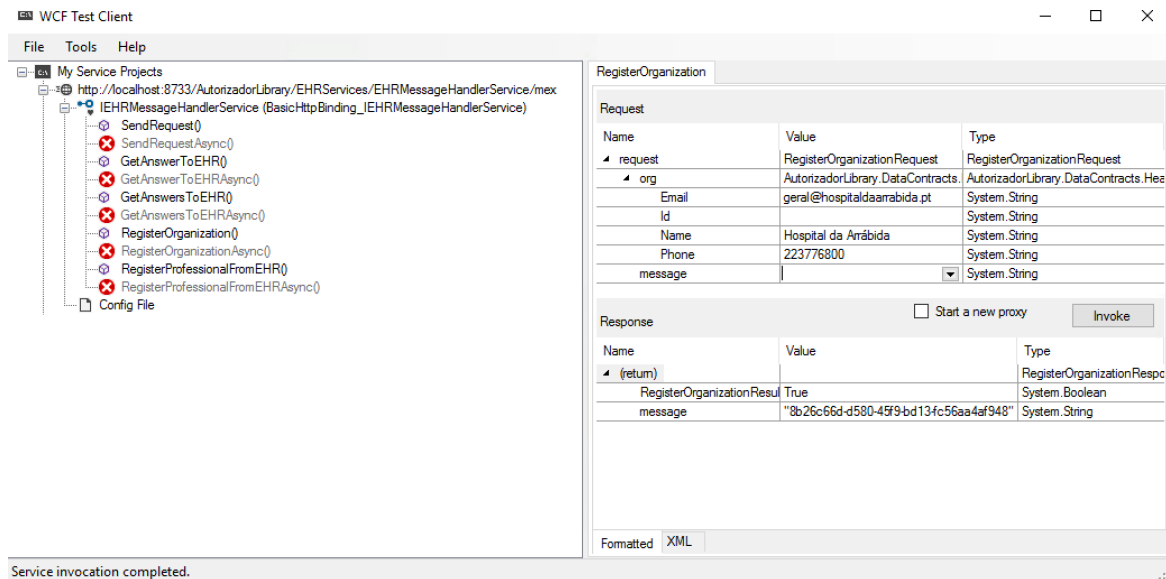 WCF Test Client
File Tools Help
My Service Projects
http://localhost:8733/AutorizadorLibrary/EHRServices/EHRMessageHandlerService/mex
IEHRMessageHandlerService (BasicHttpBinding_IEHRMessageHandlerService)
SendRequest()
SendRequestAsync()
GetAnswerToEHR()
GetAnswerToEHRAsync()
GetAnswersToEHR()
GetAnswersToEHRAsync()
RegisterOrganization()
RegisterOrganizationAsync()
RegisterProfessionalFromEHR()
RegisterProfessionalFromEHRAsync()
Config File
RegisterOrganization
Request
Name Value Type
request RegisterOrganizationRequest RegisterOrganizationRequest
org AutorizadorLibrary.DataContracts. AutorizadorLibrary.DataContracts.Hea
Email geral@hospitaldaarrabida.pt System.String
Id System.String
Name Hospital da Arrábida System.String
Phone 223776800 System.String
message System.String
Response Start a new proxy Invoke
Name Value Type
(return) RegisterOrganizationRespo
RegisterOrganizationResul True System.Boolean
message "8b26c66d-d580-45f9-bd13-fc56aa4af948" System.String
Formatted XML
Service invocation completed.